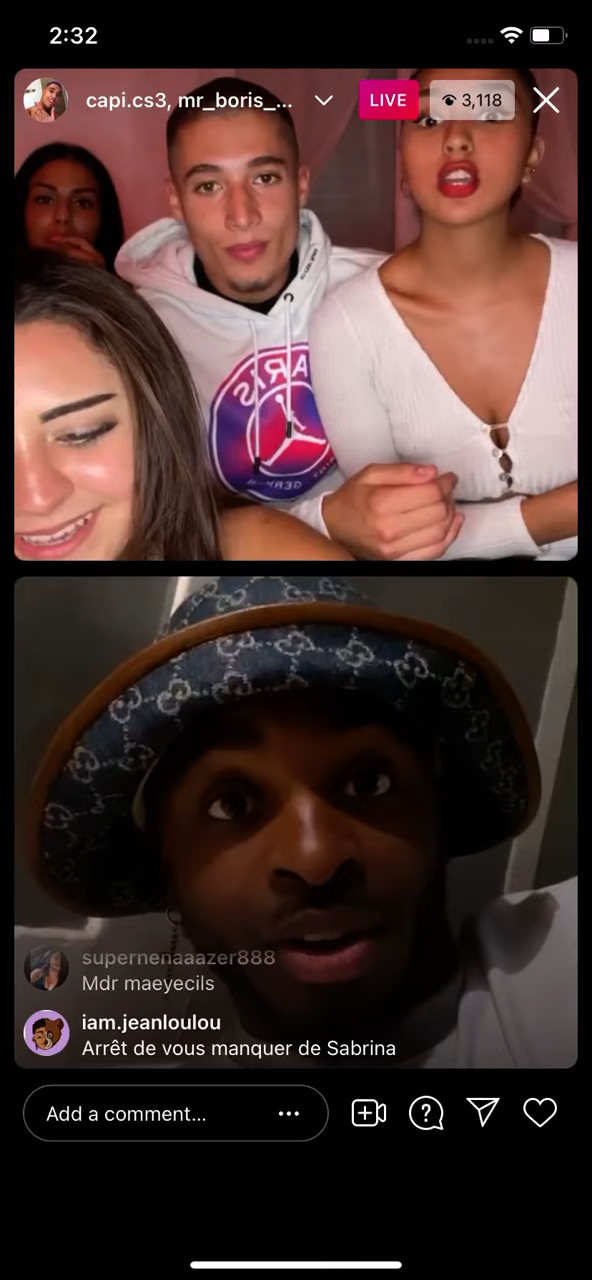 2:32
capi.cs3, mr_boris_...
LIVE
3,118
PARIS
supernenaaazer888
Mdr maeyecils
iam.jeanloulou
Arrêt de vous manquer de Sabrina
Add a comment...